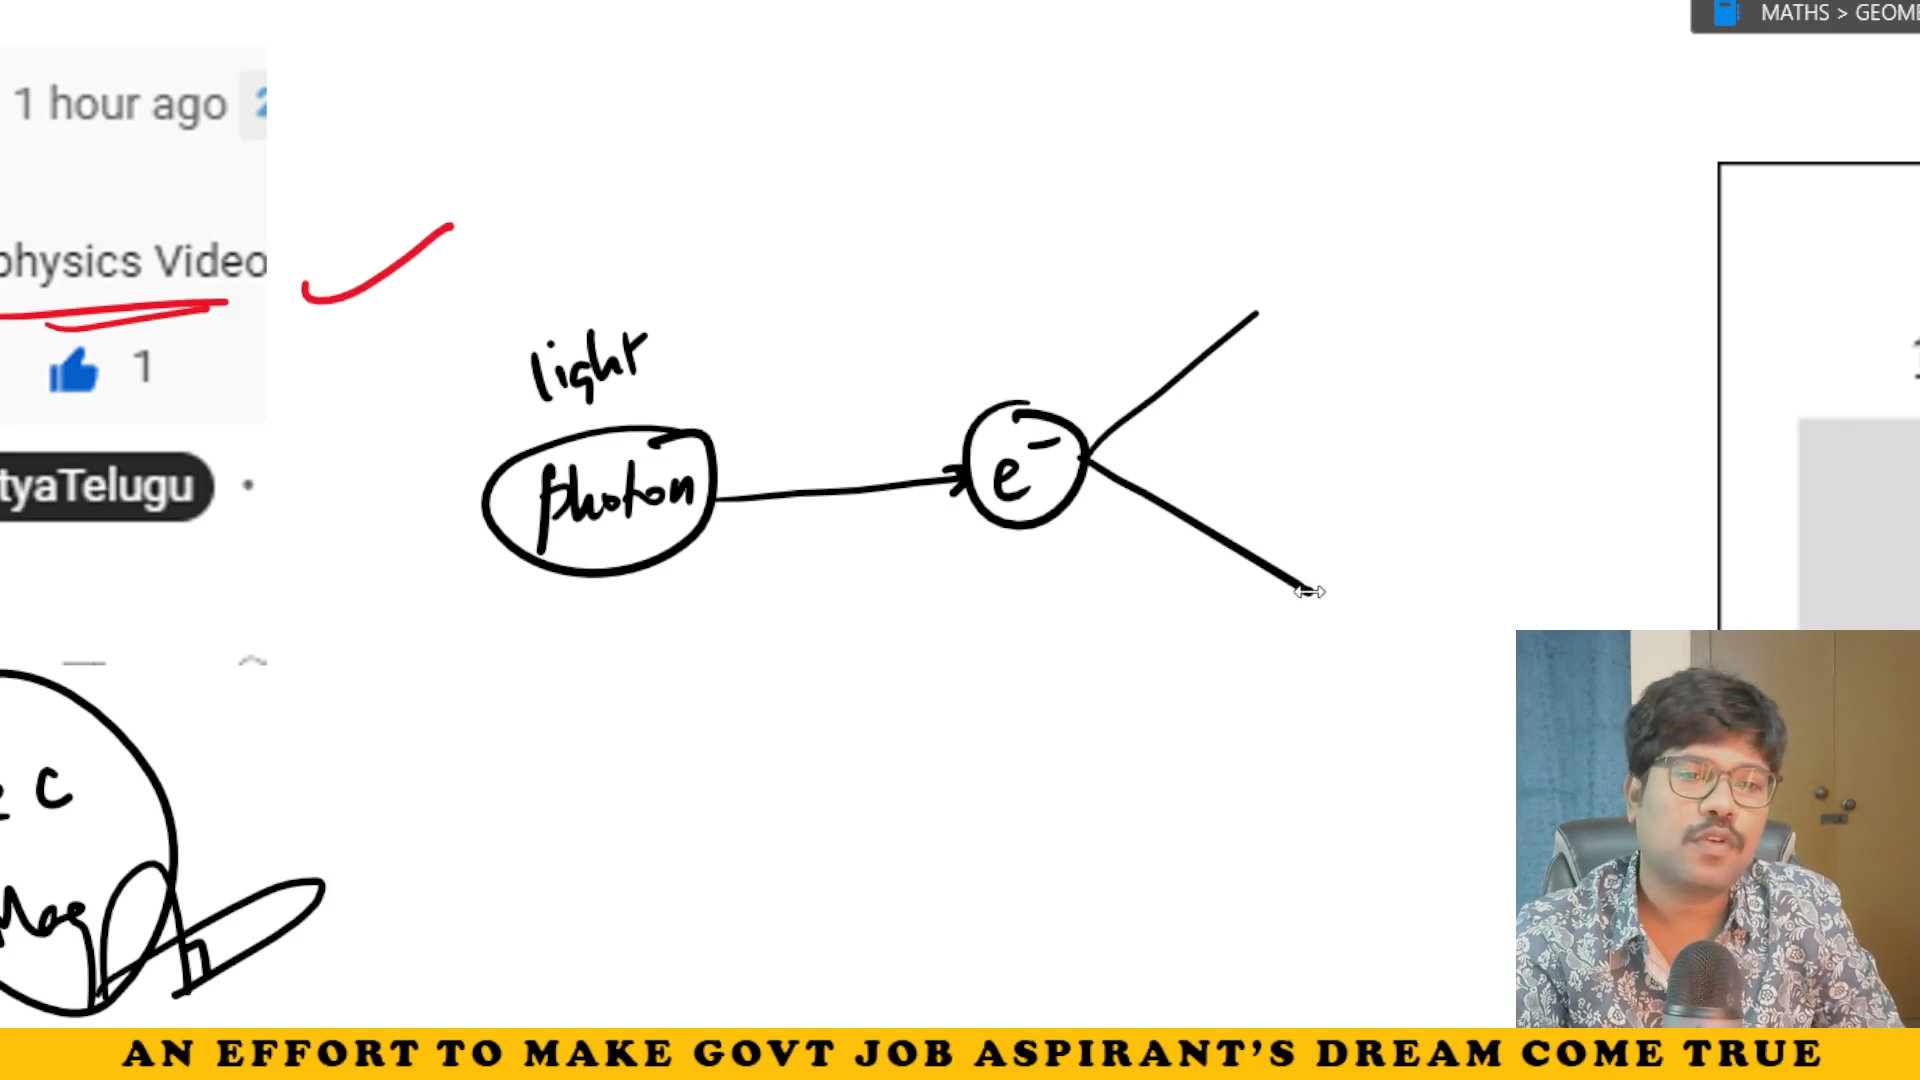 MATHS > GEOME
1 hour ago
physics Video
1
light
photon
e⁻
tyaTelugu
C
AN EFFORT TO MAKE GOVT JOB ASPIRANT'S DREAM COME TRUE